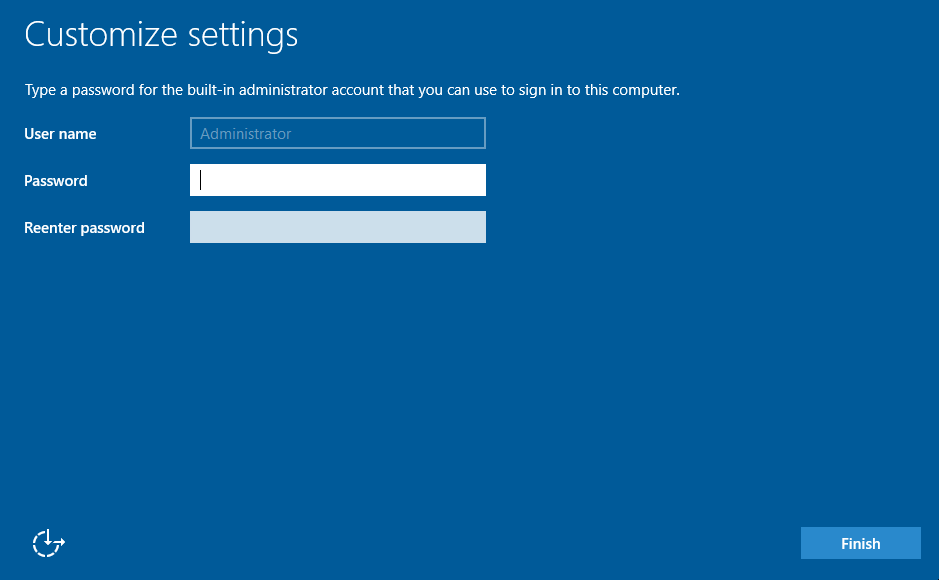 Customize settings
Type a password for the built-in administrator account that you can use to sign in to this computer.
User name
Administrator
Password
Reenter password
Finish